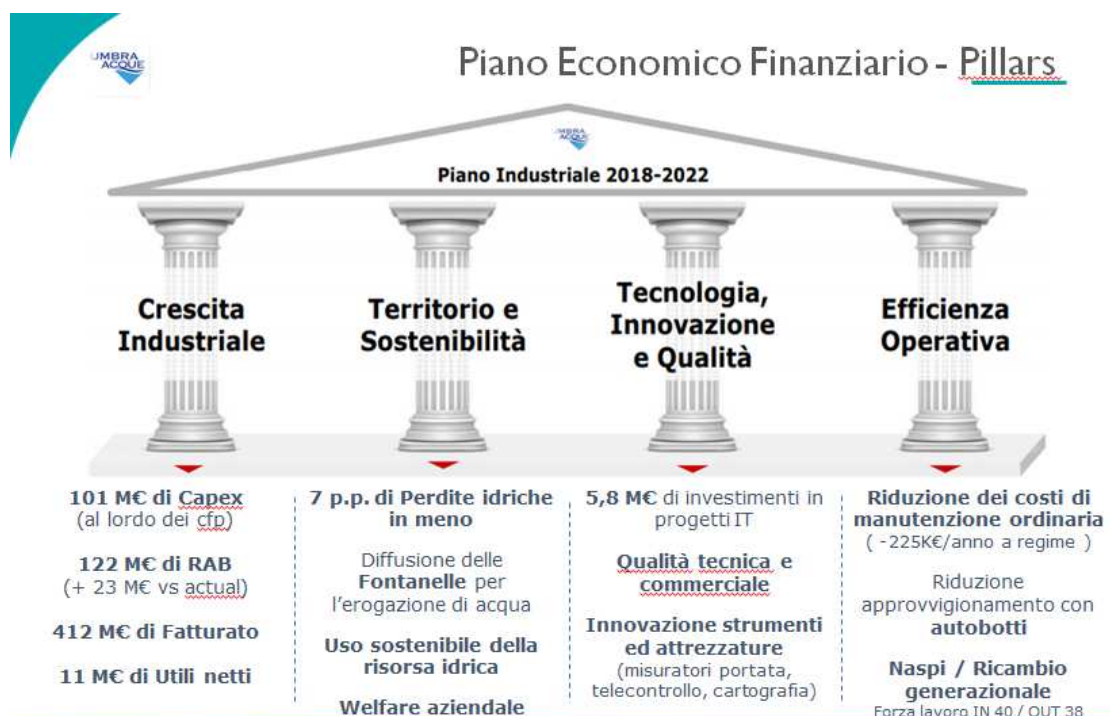 UMBRA
ACQUE
Piano Economico Finanziario - Pillars
UMBRA
ACQUE
Piano Industriale 2018-2022
Crescita
Industriale
Territorio e
Sostenibilità
Tecnologia,
Innovazione
e Qualità
Efficienza
Operativa
101 M€ di Capex
(al lordo dei cfp)
122 M€ di RAB
(+ 23 M€ vs actual)
412 M€ di Fatturato
11 M€ di Utili netti
7 p.p. di Perdite idriche
in meno
Diffusione delle
Fontanelle per
l'erogazione di acqua
Uso sostenibile della
risorsa idrica
Welfare aziendale
5,8 M€ di investimenti in
progetti IT
Qualità tecnica e
commerciale
Innovazione strumenti
ed attrezzature
(misuratori portata,
telecontrollo, cartografia)
Riduzione dei costi di
manutenzione ordinaria
( -225K€/anno a regime )
Riduzione
approvvigionamento con
autobotti
Naspi / Ricambio
generazionale
Forza lavoro IN 40 / OUT 38